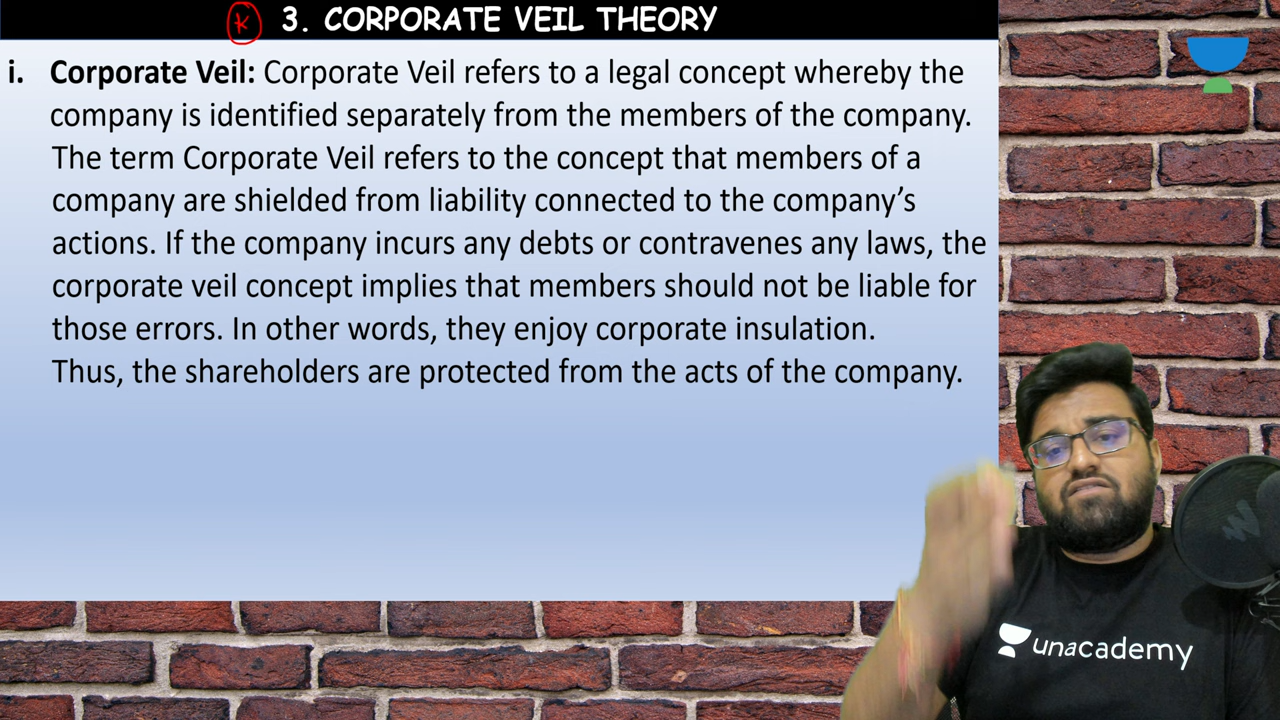 K 3. CORPORATE VEIL THEORY
i. Corporate Veil: Corporate Veil refers to a legal concept whereby the
company is identified separately from the members of the company.
The term Corporate Veil refers to the concept that members of a
company are shielded from liability connected to the company’s
actions. If the company incurs any debts or contravenes any laws, the
corporate veil concept implies that members should not be liable for
those errors. In other words, they enjoy corporate insulation.
Thus, the shareholders are protected from the acts of the company.
unacademy